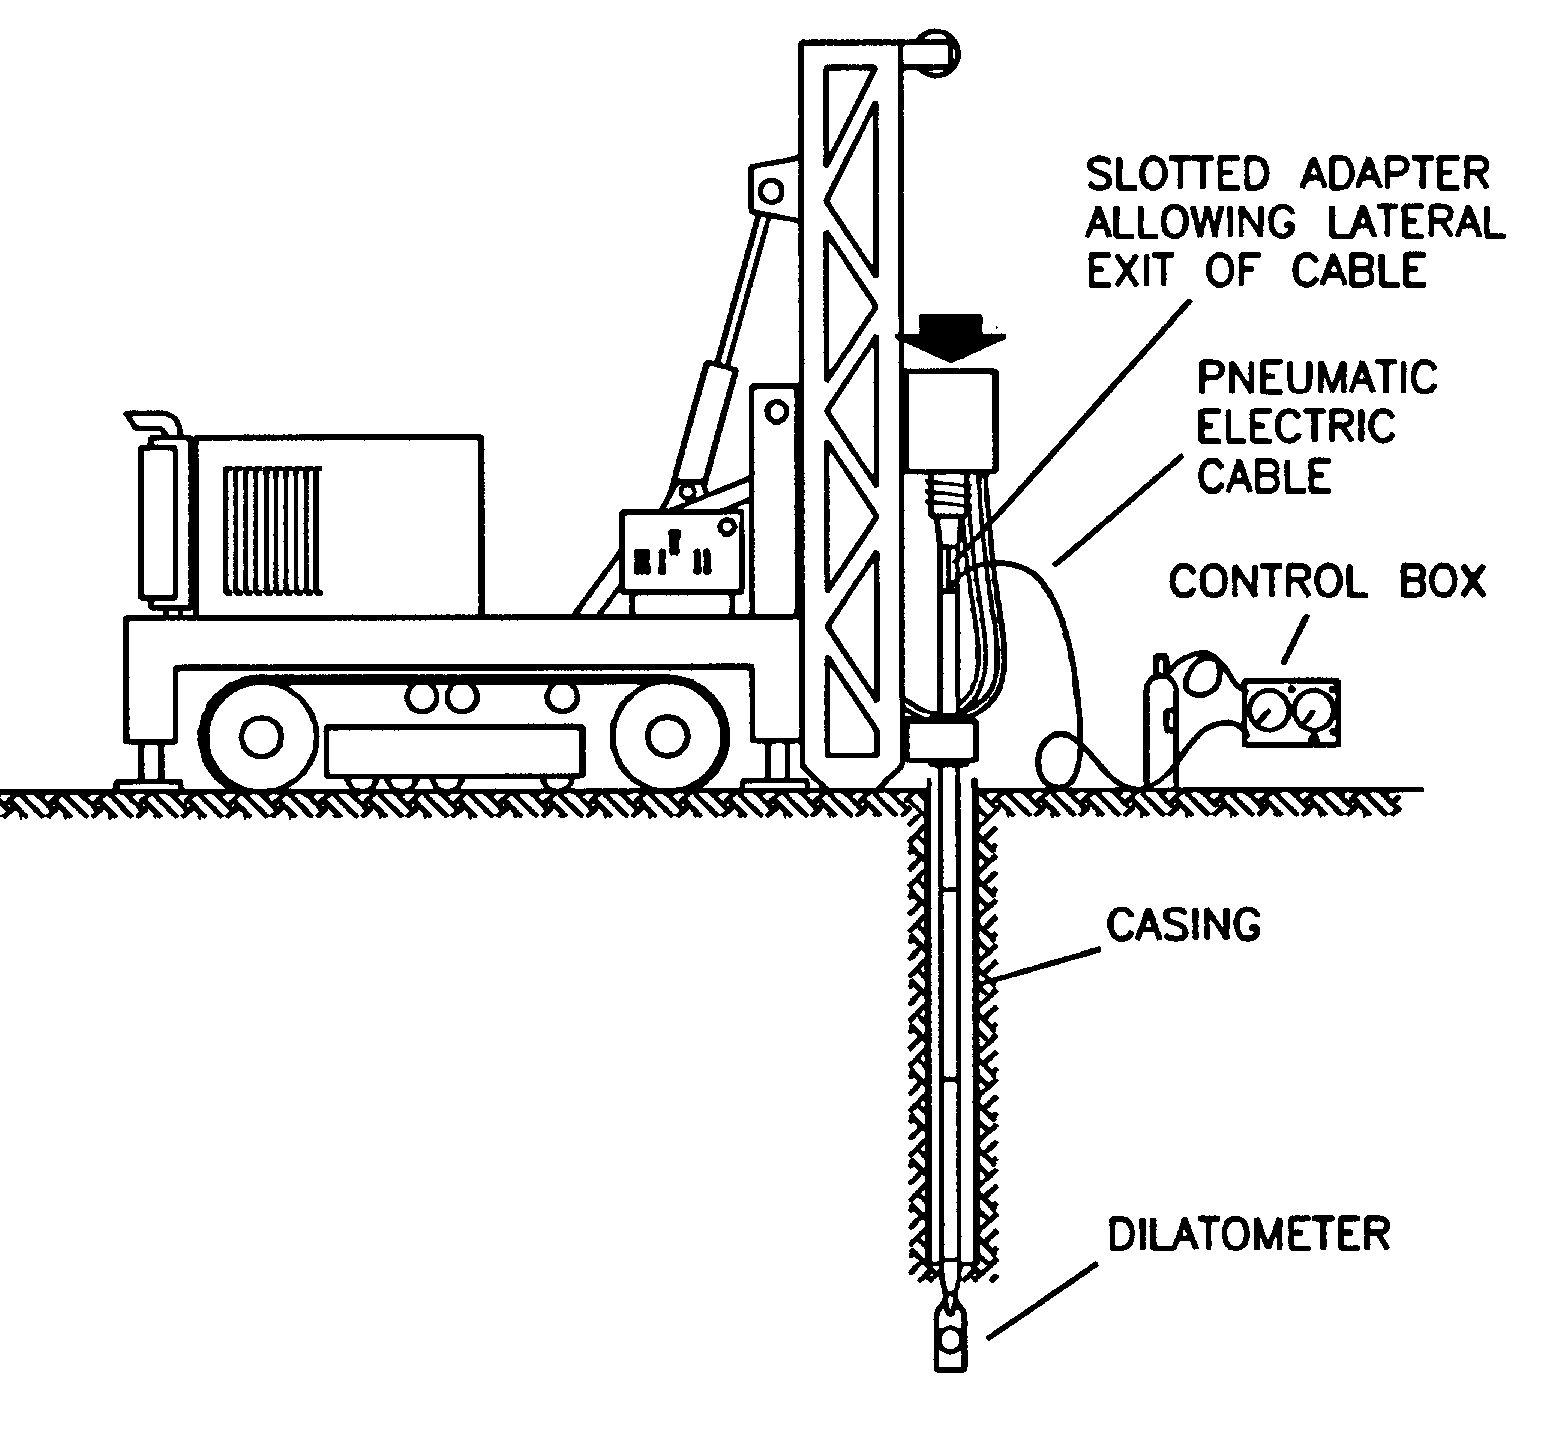 SLOTTED ADAPTER
ALLOWING LATERAL
EXIT OF CABLE
PNEUMATIC
ELECTRIC
CABLE
CONTROL BOX
CASING
DILATOMETER